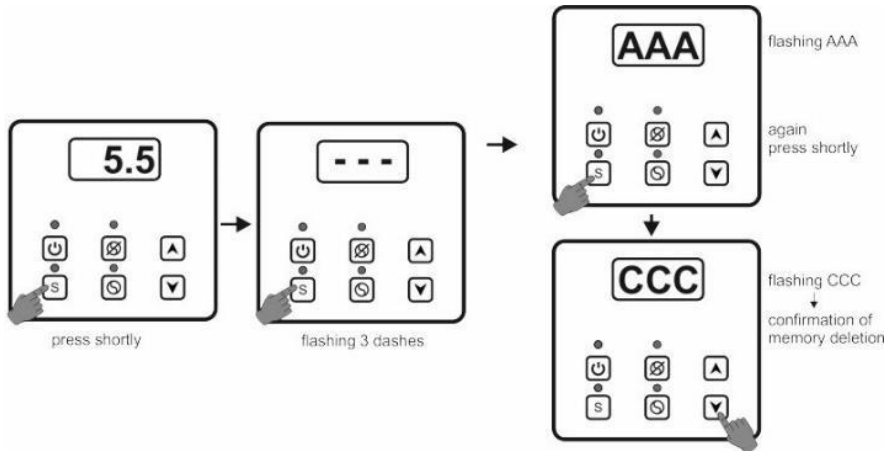 5.5
S
press shortly
- - -
S
flashing 3 dashes
AAA
flashing AAA
again
press shortly
S
CCC
flashing CCC
confirmation of
memory deletion
S